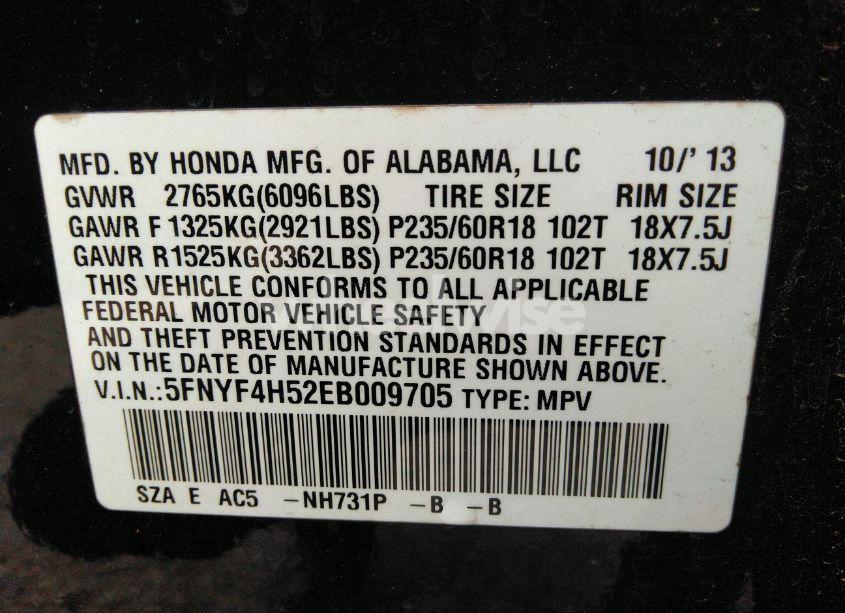 MFD. BY HONDA MFG. OF ALABAMA, LLC 10/' 13
GVWR 2765KG(6096LBS) TIRE SIZE RIM SIZE
GAWR F 1325KG(2921LBS) P235/60R18 102T 18X7.5J
GAWR R1525KG(3362LBS) P235/60R18 102T 18X7.5J
THIS VEHICLE CONFORMS TO ALL APPLICABLE
FEDERAL MOTOR VEHICLE SAFETY
AND THEFT PREVENTION STANDARDS IN EFFECT
ON THE DATE OF MANUFACTURE SHOWN ABOVE.
V.I.N.:5FNYF4H52EB009705 TYPE: MPV
SZA E AC5 -NH731P -B -B